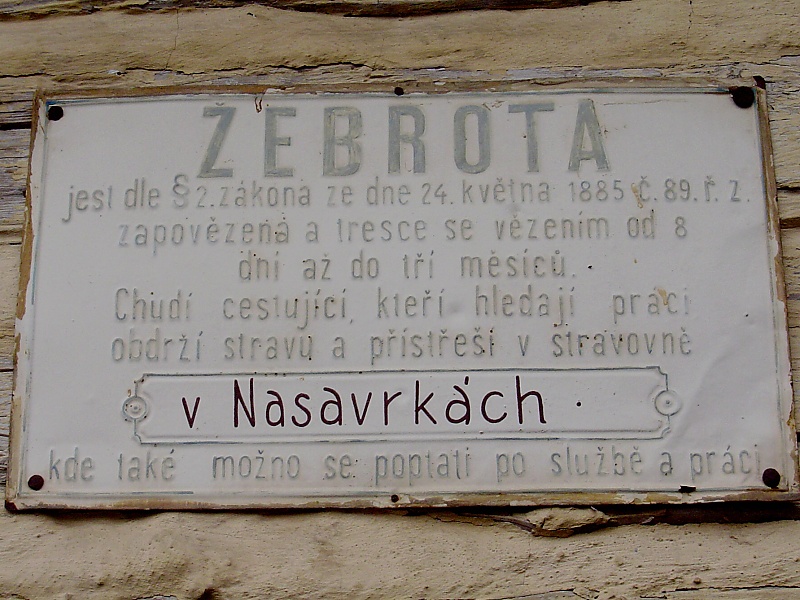 ŽEBROTA
jest dle § 2. zákona ze dne 24. května 1885 č. 89. ř. z.
zapovězena a tresce se vězením od 8
dní až do tří měsíců.
Chudí cestující, kteří hledají práci
obdrží stravu a přístřeší v stravovně
v Nasavrkách .
kde také možno se poptati po službě a práci